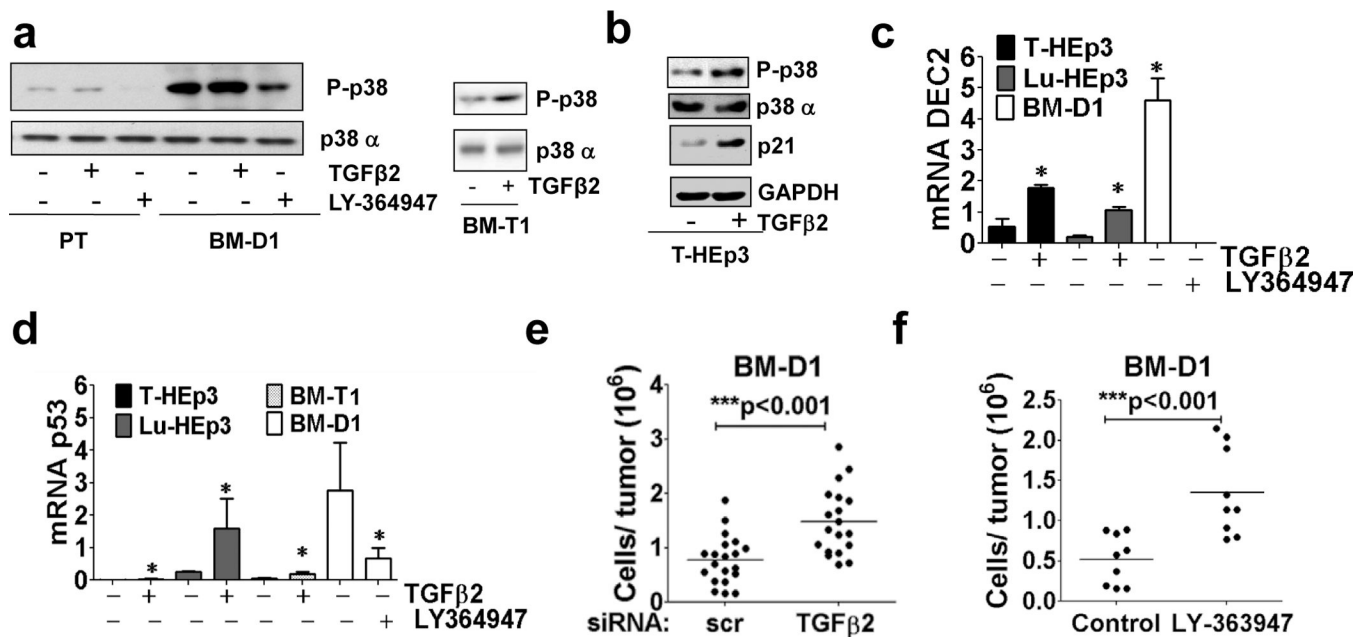 a
P-p38
p38 α
- + - - + - TGFβ2
- - + - - + LY-364947
PT BM-D1
P-p38
p38 α
- + TGFβ2
BM-T1
b
P-p38
p38 α
p21
GAPDH
- + TGFβ2
T-HEp3
c
T-HEp3
Lu-HEp3
BM-D1
mRNA DEC2
6
5
4
3
2
1
0
* * *
– + – + – – TGFβ2
– – – – – + LY364947
d
T-HEp3 BM-T1
Lu-HEp3 BM-D1
mRNA p53
6
5
4
3
2
1
0
* * * *
– + – + – + – – TGFβ2
– – – – – – – + LY364947
e
BM-D1
***p<0.001
Cells/ tumor (10⁶)
4
3
2
1
0
siRNA: scr TGFβ2
f
BM-D1
***p<0.001
Cells/ tumor (10⁶)
2.5
2.0
1.5
1.0
0.5
0.0
Control LY-363947